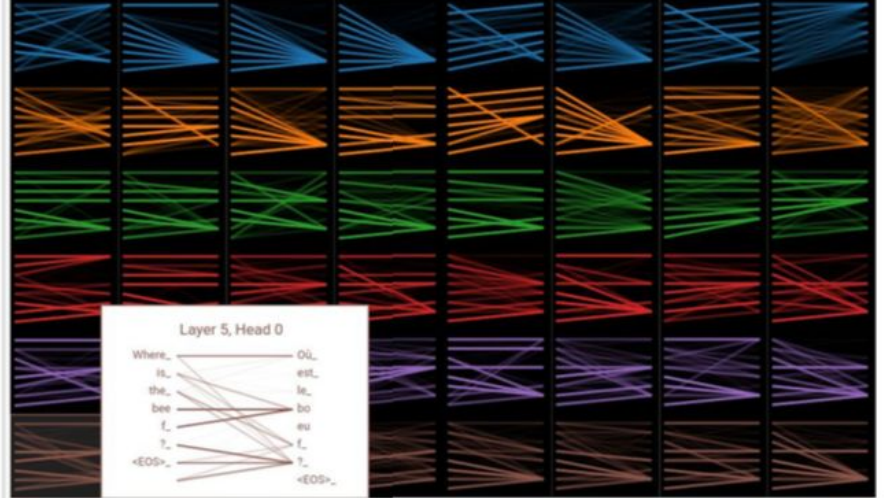 Layer 5, Head 0
Where_ Où_
is_ est_
the_ le_
bee bo
f_ eu
?_ f_
<EOS>_ ?_
<EOS>_